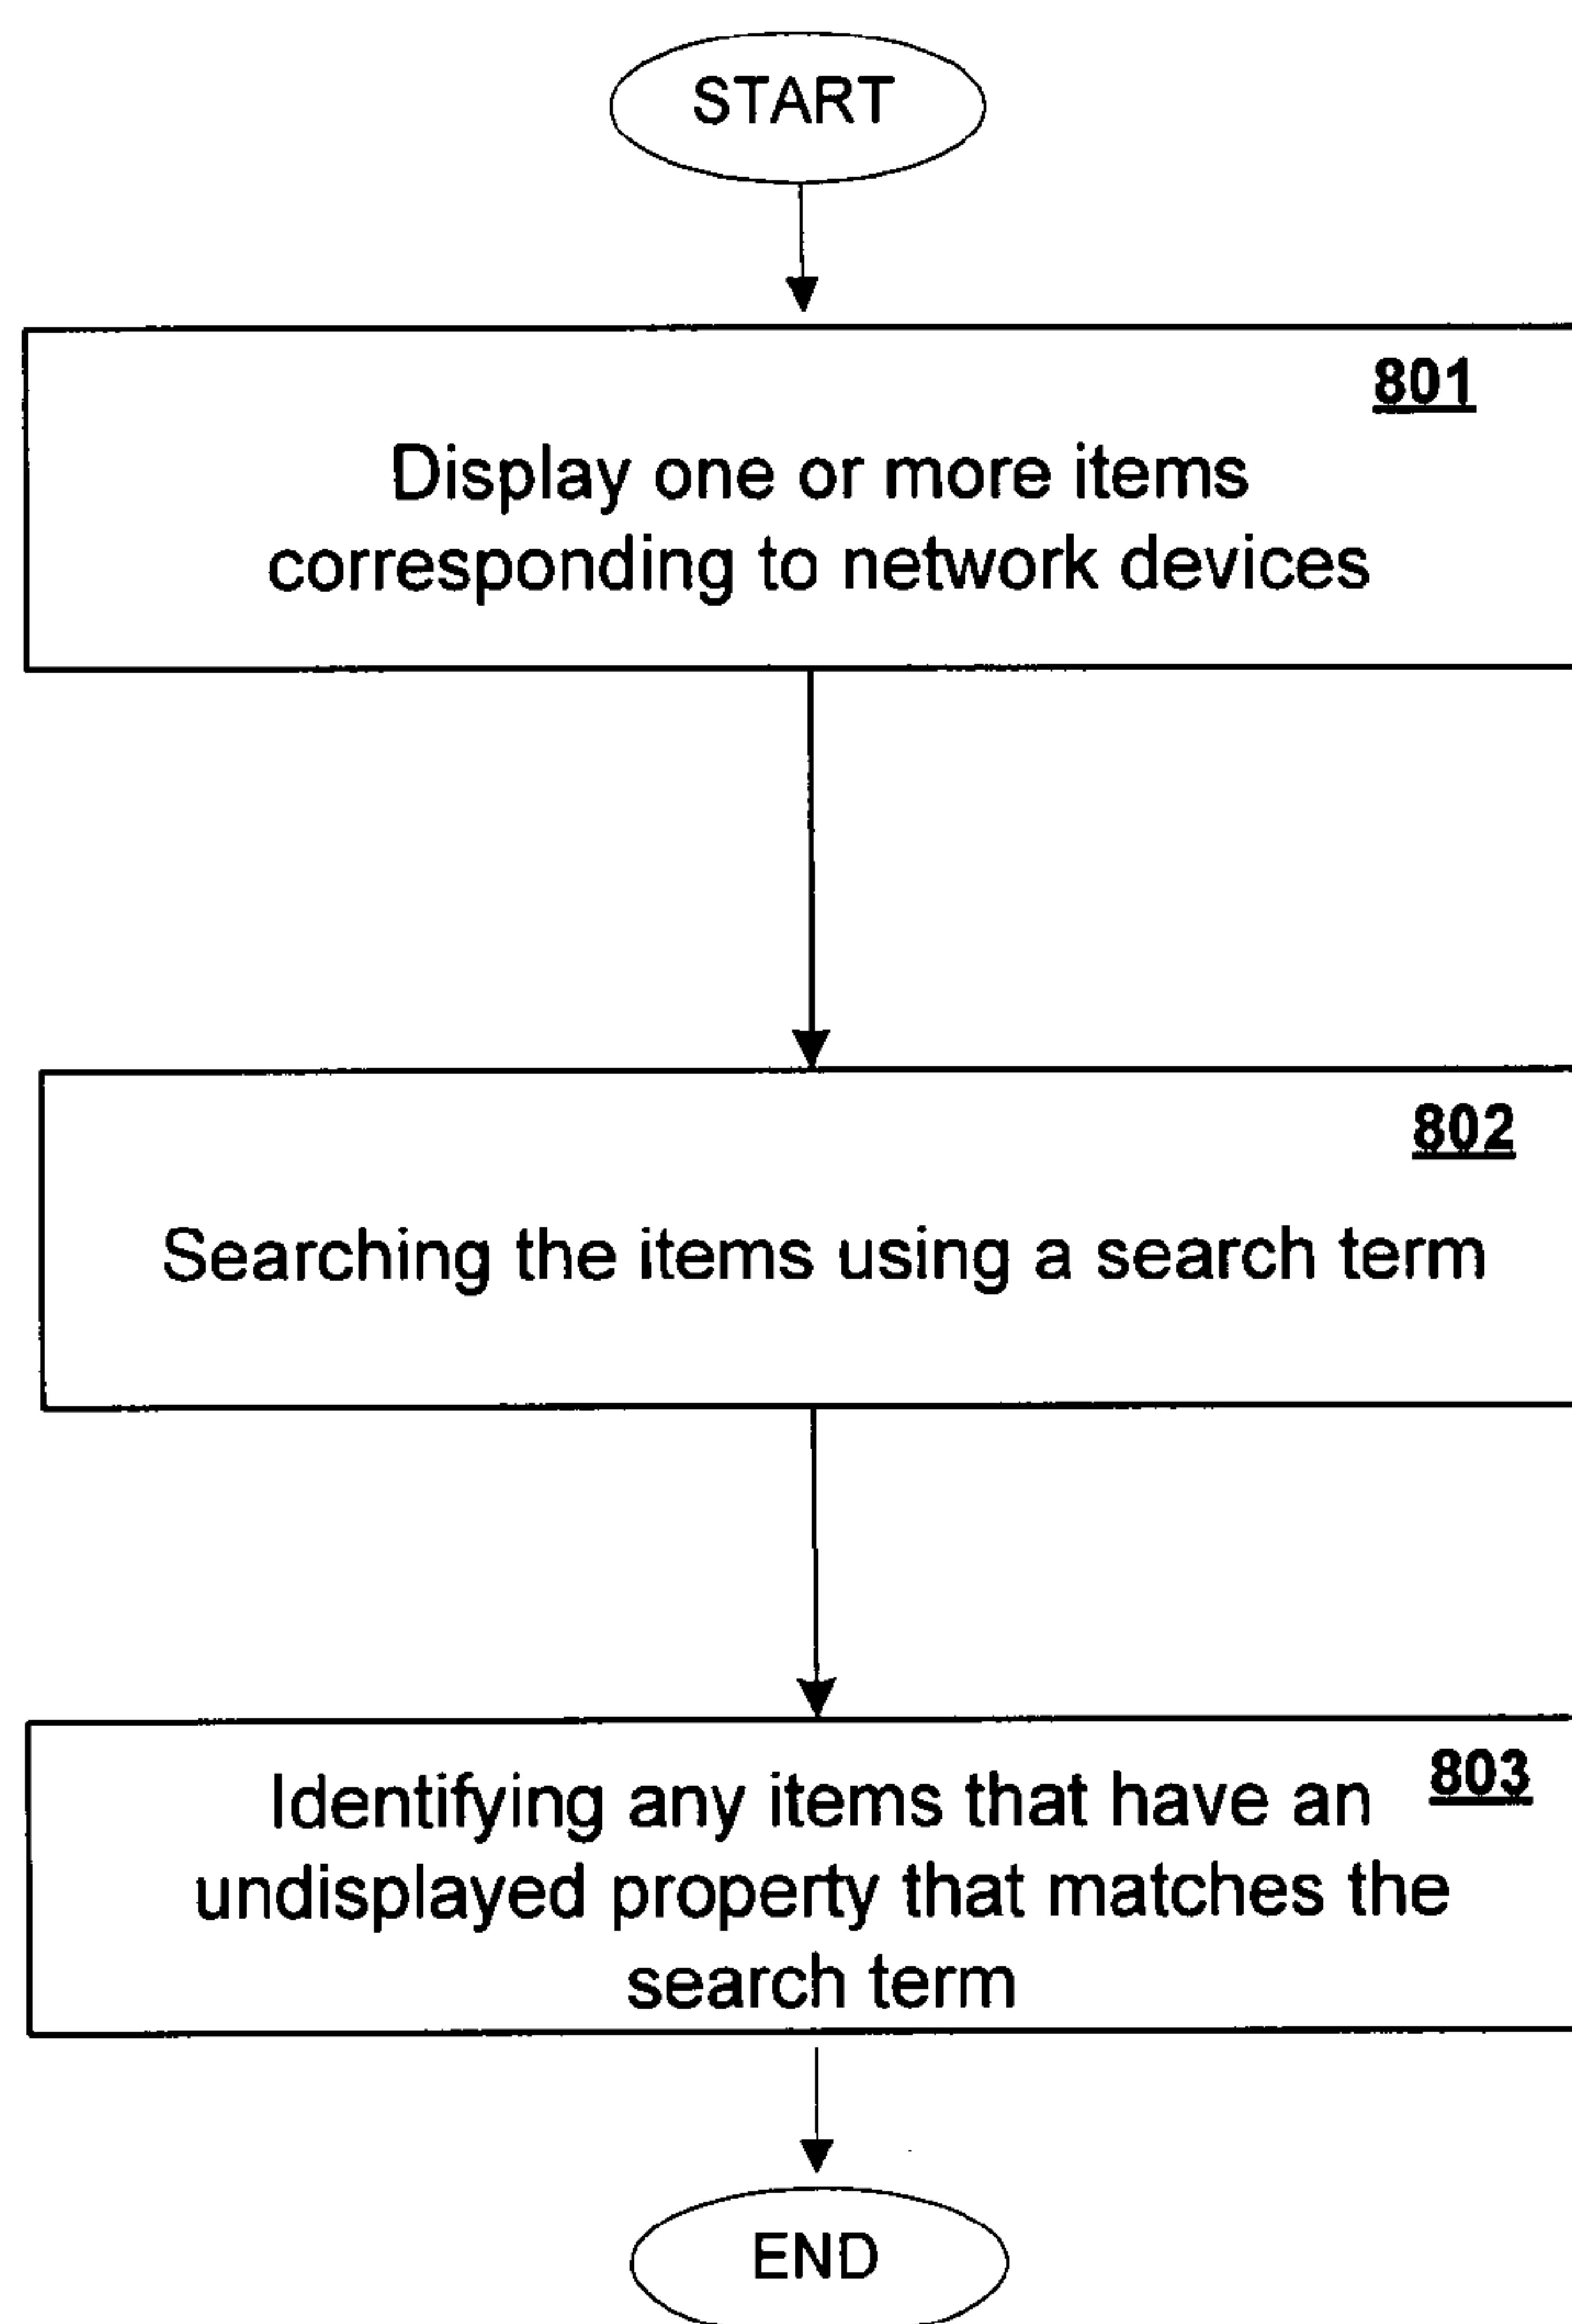 START
801
Display one or more items
corresponding to network devices
802
Searching the items using a search term
803
Identifying any items that have an
undisplayed property that matches the
search term
END